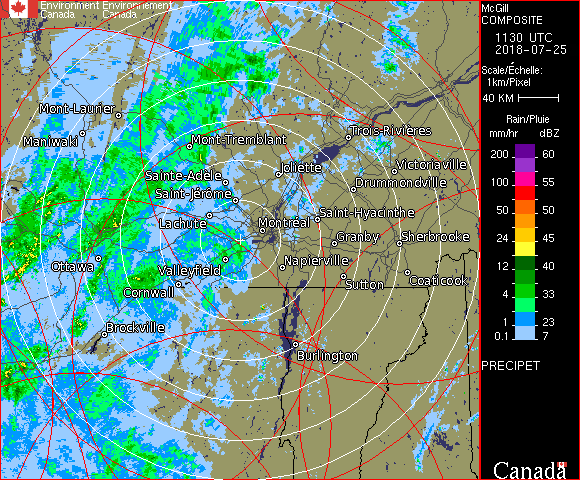 Environment Environnement
Canada Canada
McGill
COMPOSITE
1130 UTC
2018-07-25
Scale/Échelle:
1km/Pixel
40 KM
Rain/Pluie
mm/hr dBZ
200 60
100 55
50 50
24 45
12 40
4 33
1 23
0.1 7
PRECIPET
Canada
Mont-Laurier
Maniwaki
Mont-Tremblant
Trois-Rivières
Joliette
Victoriaville
Sainte-Adèle
Drummondville
Saint-Jérôme
Lachute
Saint-Hyacinthe
Montréal
Granby
Sherbrooke
Ottawa
Valleyfield
Napierville
Cornwall
Sutton
Coaticook
Brockville
Burlington